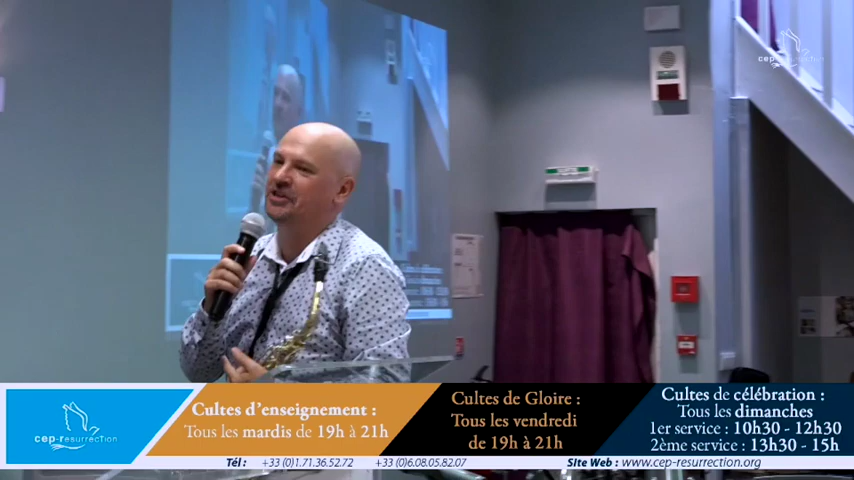 cep-resurrection
cep-resurrection
Cultes d'enseignement :
Tous les mardis de 19h à 21h
Cultes de Gloire :
Tous les vendredi
de 19h à 21h
Cultes de célébration :
Tous les dimanches
1er service : 10h30 - 12h30
2ème service : 13h30 - 15h
Tél : +33 (0)1.71.36.52.72 +33 (0)6.08.05.82.07 Site Web : www.cep-resurrection.org